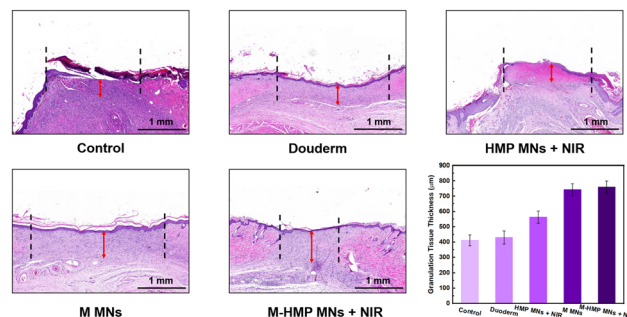 1 mm
1 mm
1 mm
Control
Douderm
HMP MNs + NIR
1 mm
1 mm
M MNs
M-HMP MNs + NIR
Granulation Tissue Thickness (μm)
900
800
700
600
500
400
300
200
100
0
Control
Duoderm
HMP MNs + NIR
M MNs
M-HMP MNs + N